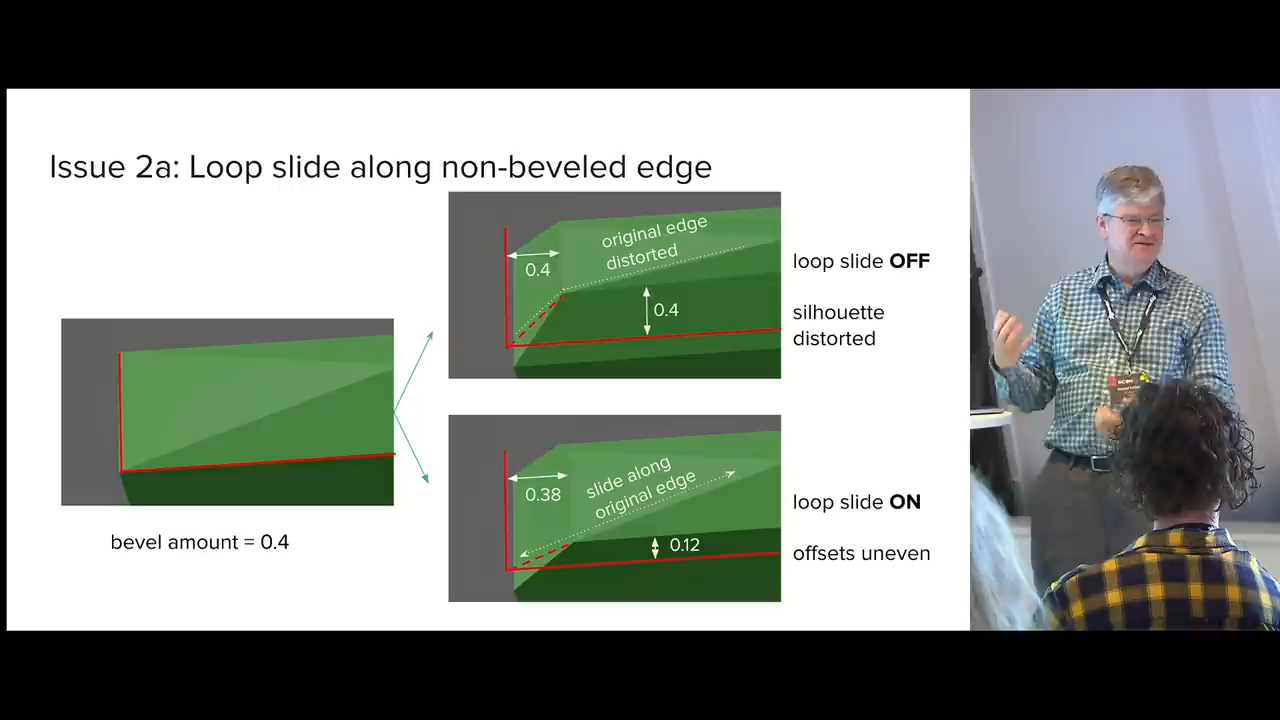 Issue 2a: Loop slide along non-beveled edge
bevel amount = 0.4
original edge
distorted
0.4
0.4
loop slide OFF
silhouette
distorted
slide along
original edge
0.38
0.12
loop slide ON
offsets uneven